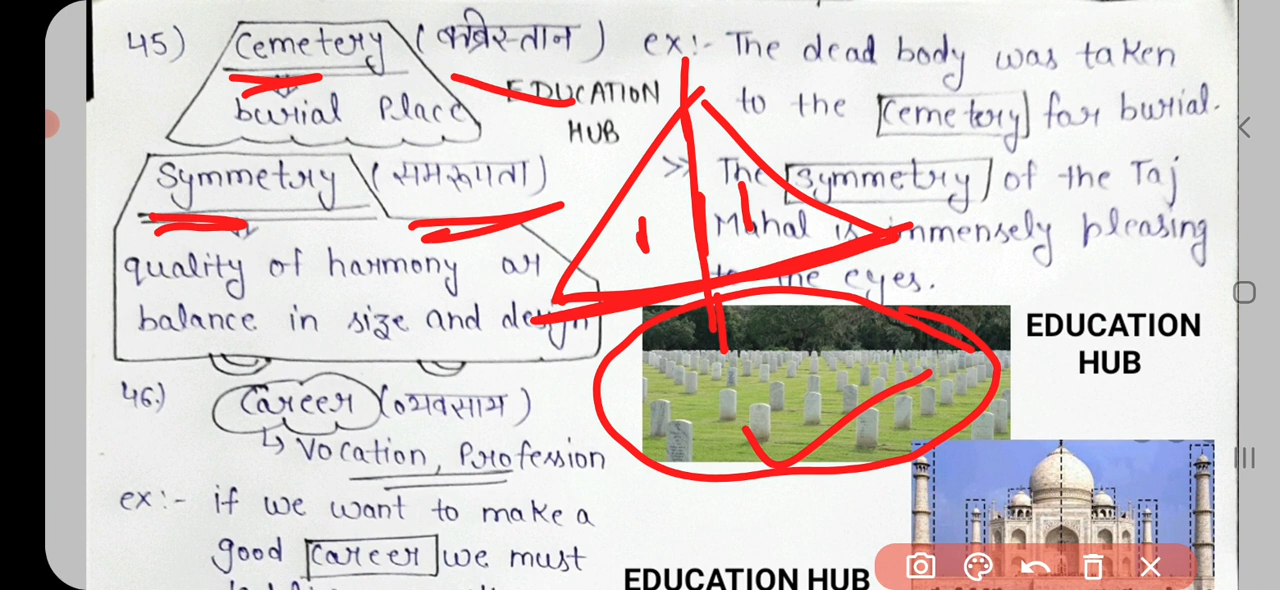 45) Cemetery (कब्रिस्तान)
burial Place
EDUCATION
HUB
ex:- The dead body was taken
to the Cemetery for burial.
Symmetry (समरूपता)
quality of harmony or
balance in size and design
>> The Symmetry of the Taj
Mahal is immensely pleasing
to the eyes.
EDUCATION
HUB
46.) Career (व्यवसाय)
↳ Vocation, Profession
ex:- if we want to make a
good career we must
EDUCATION HUB